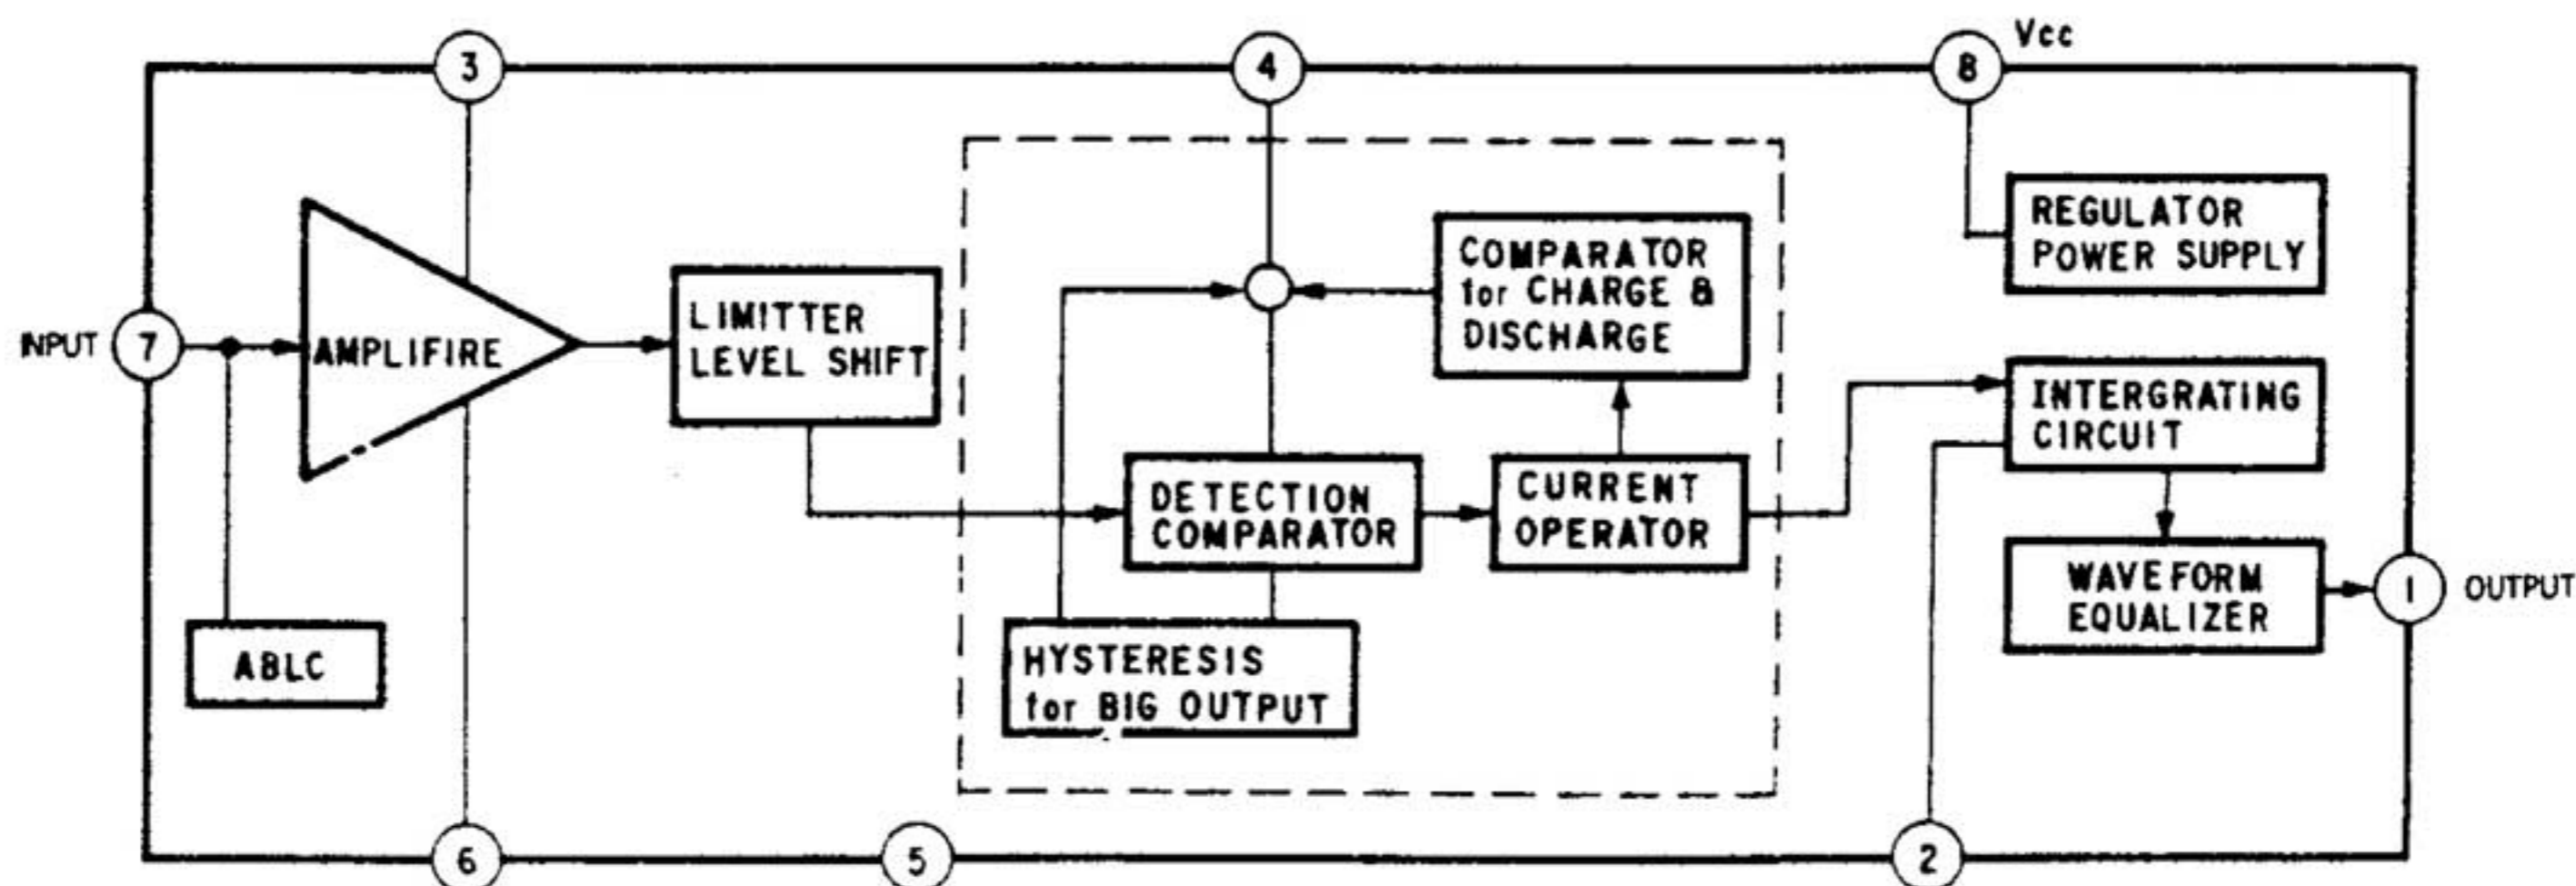 3
4
8
Vcc
INPUT
7
AMPLIFIRE
LIMITTER
LEVEL SHIFT
COMPARATOR
for CHARGE &
DISCHARGE
REGULATOR
POWER SUPPLY
INTERGRATING
CIRCUIT
DETECTION
COMPARATOR
CURRENT
OPERATOR
WAVEFORM
EQUALIZER
1
OUTPUT
ABLC
HYSTERESIS
for BIG OUTPUT
6
5
2